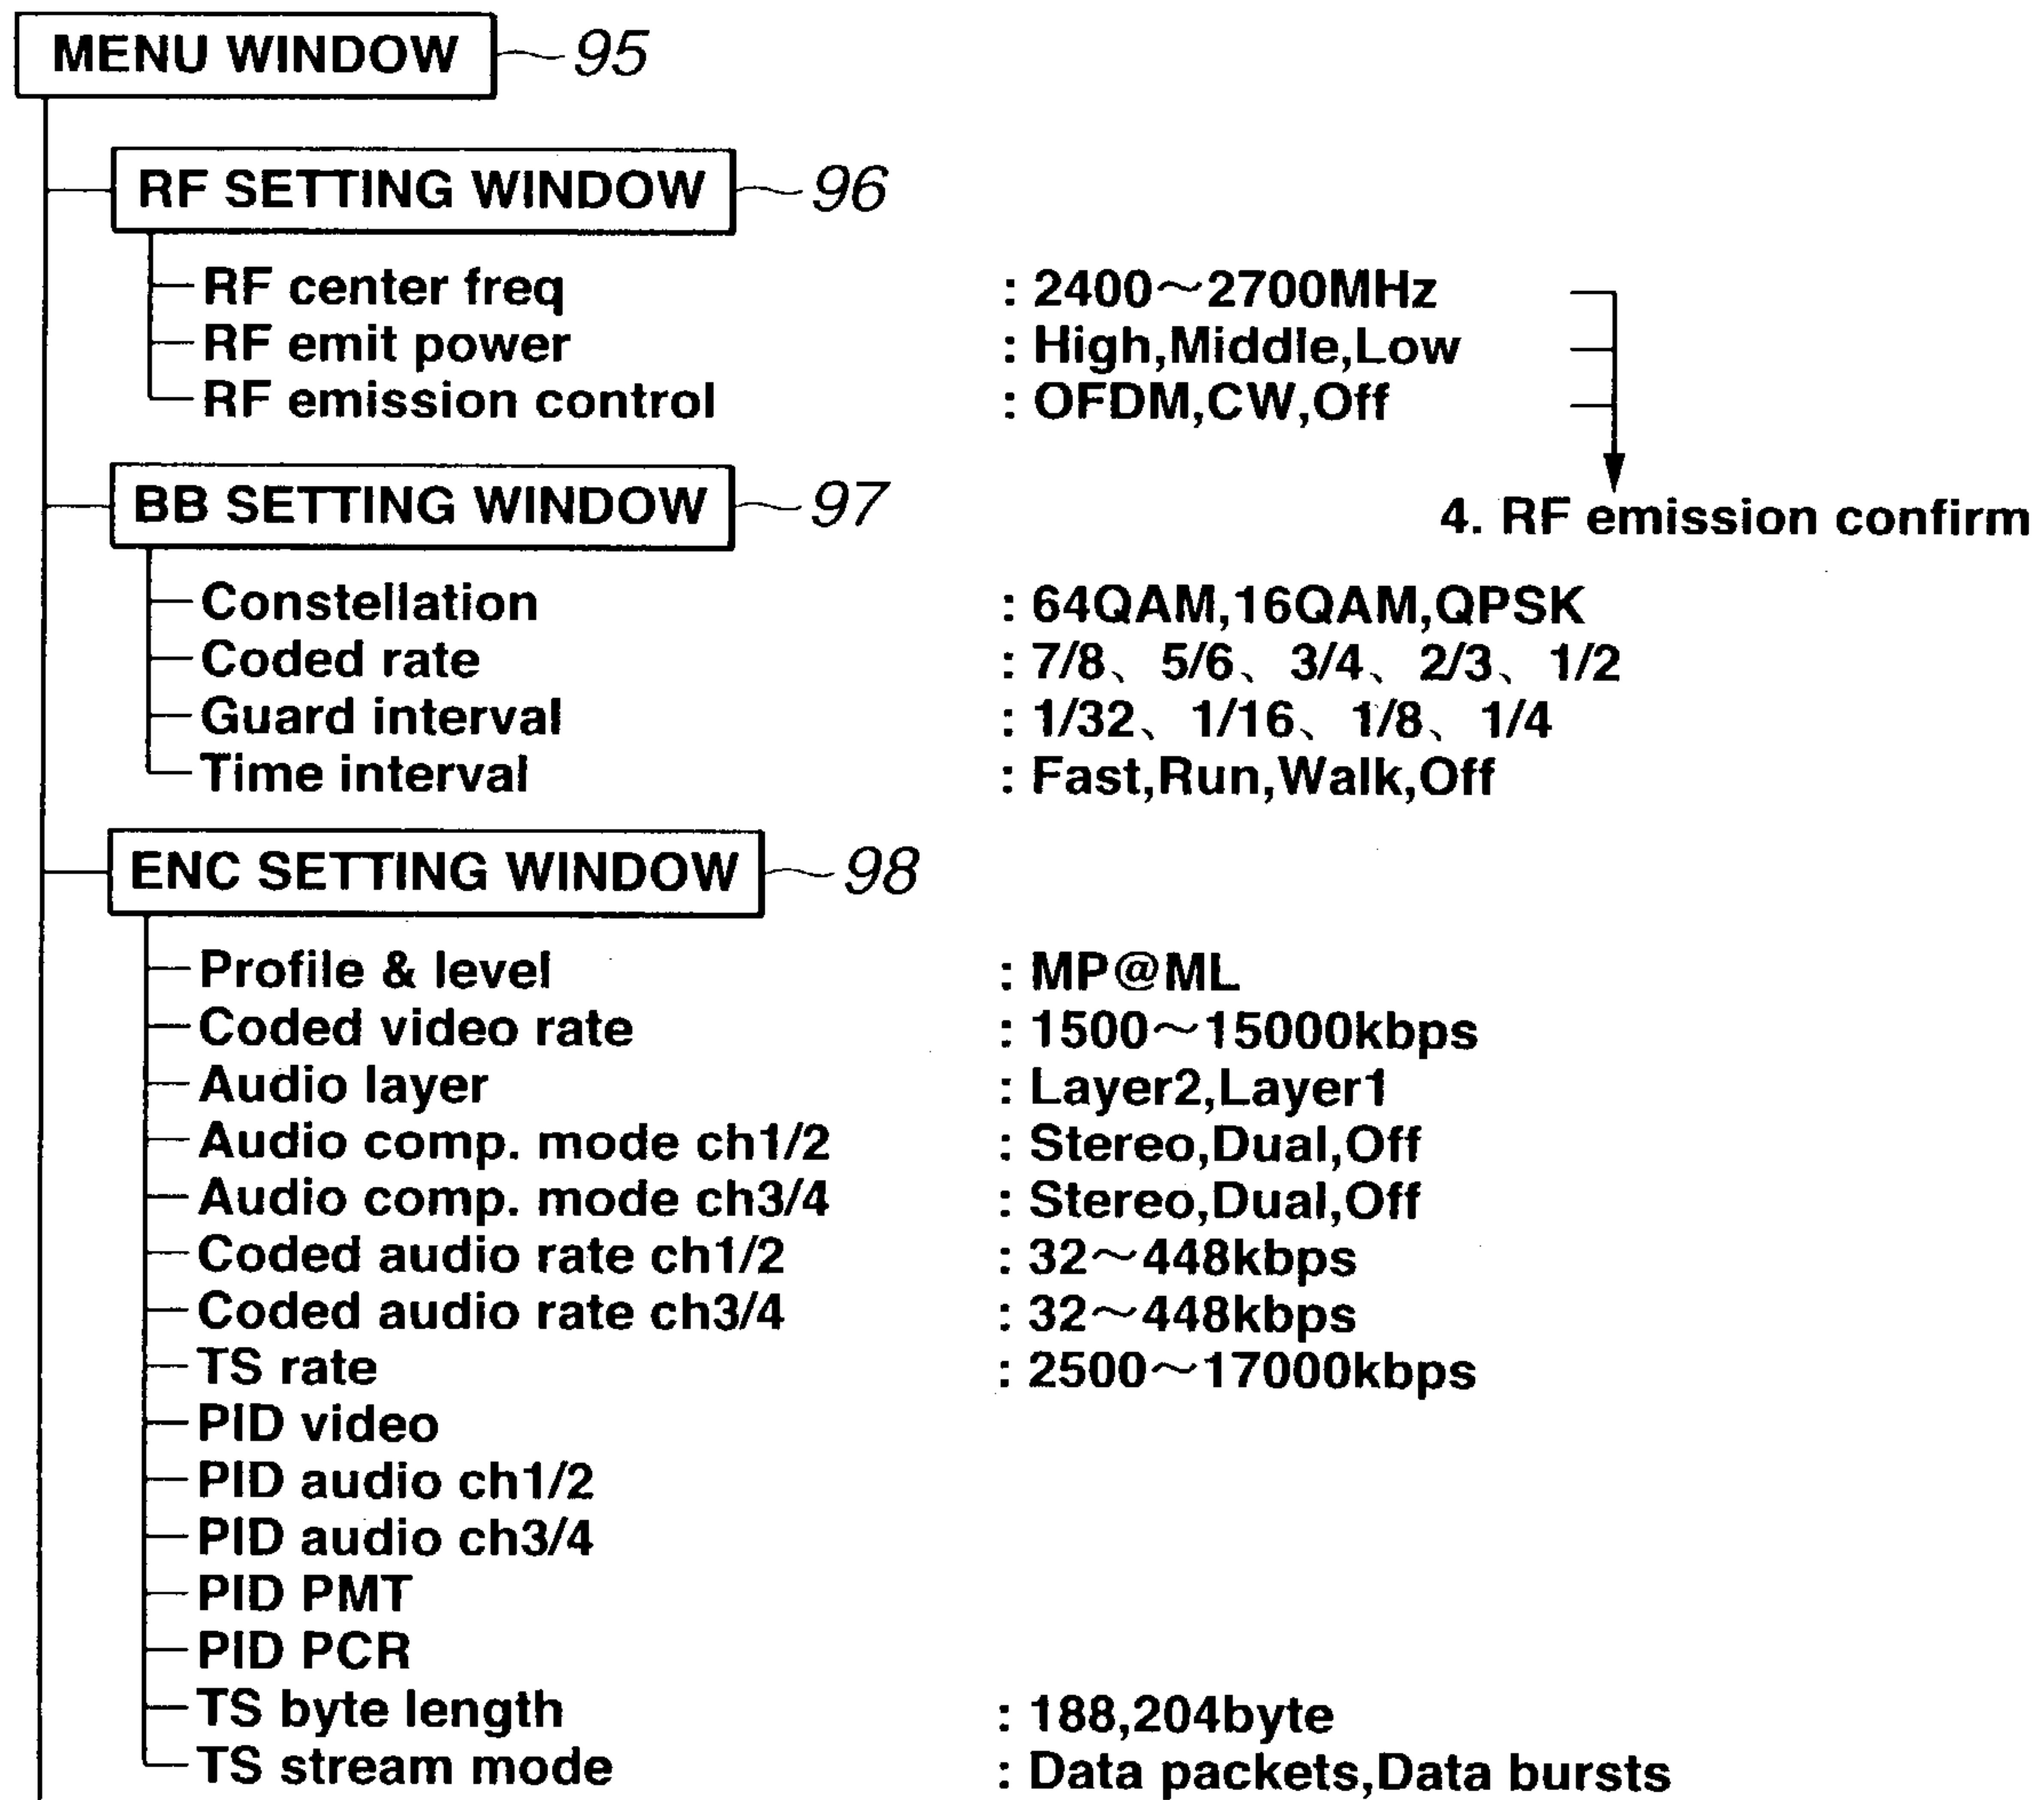 MENU WINDOW 95
RF SETTING WINDOW 96
RF center freq : 2400～2700MHz
RF emit power : High,Middle,Low
RF emission control : OFDM,CW,Off
BB SETTING WINDOW 97
4. RF emission confirm
Constellation : 64QAM,16QAM,QPSK
Coded rate : 7/8、 5/6、 3/4、 2/3、 1/2
Guard interval : 1/32、 1/16、 1/8、 1/4
Time interval : Fast,Run,Walk,Off
ENC SETTING WINDOW 98
Profile & level : MP@ML
Coded video rate : 1500～15000kbps
Audio layer : Layer2,Layer1
Audio comp. mode ch1/2 : Stereo,Dual,Off
Audio comp. mode ch3/4 : Stereo,Dual,Off
Coded audio rate ch1/2 : 32～448kbps
Coded audio rate ch3/4 : 32～448kbps
TS rate : 2500～17000kbps
PID video
PID audio ch1/2
PID audio ch3/4
PID PMT
PID PCR
TS byte length : 188,204byte
TS stream mode : Data packets,Data bursts